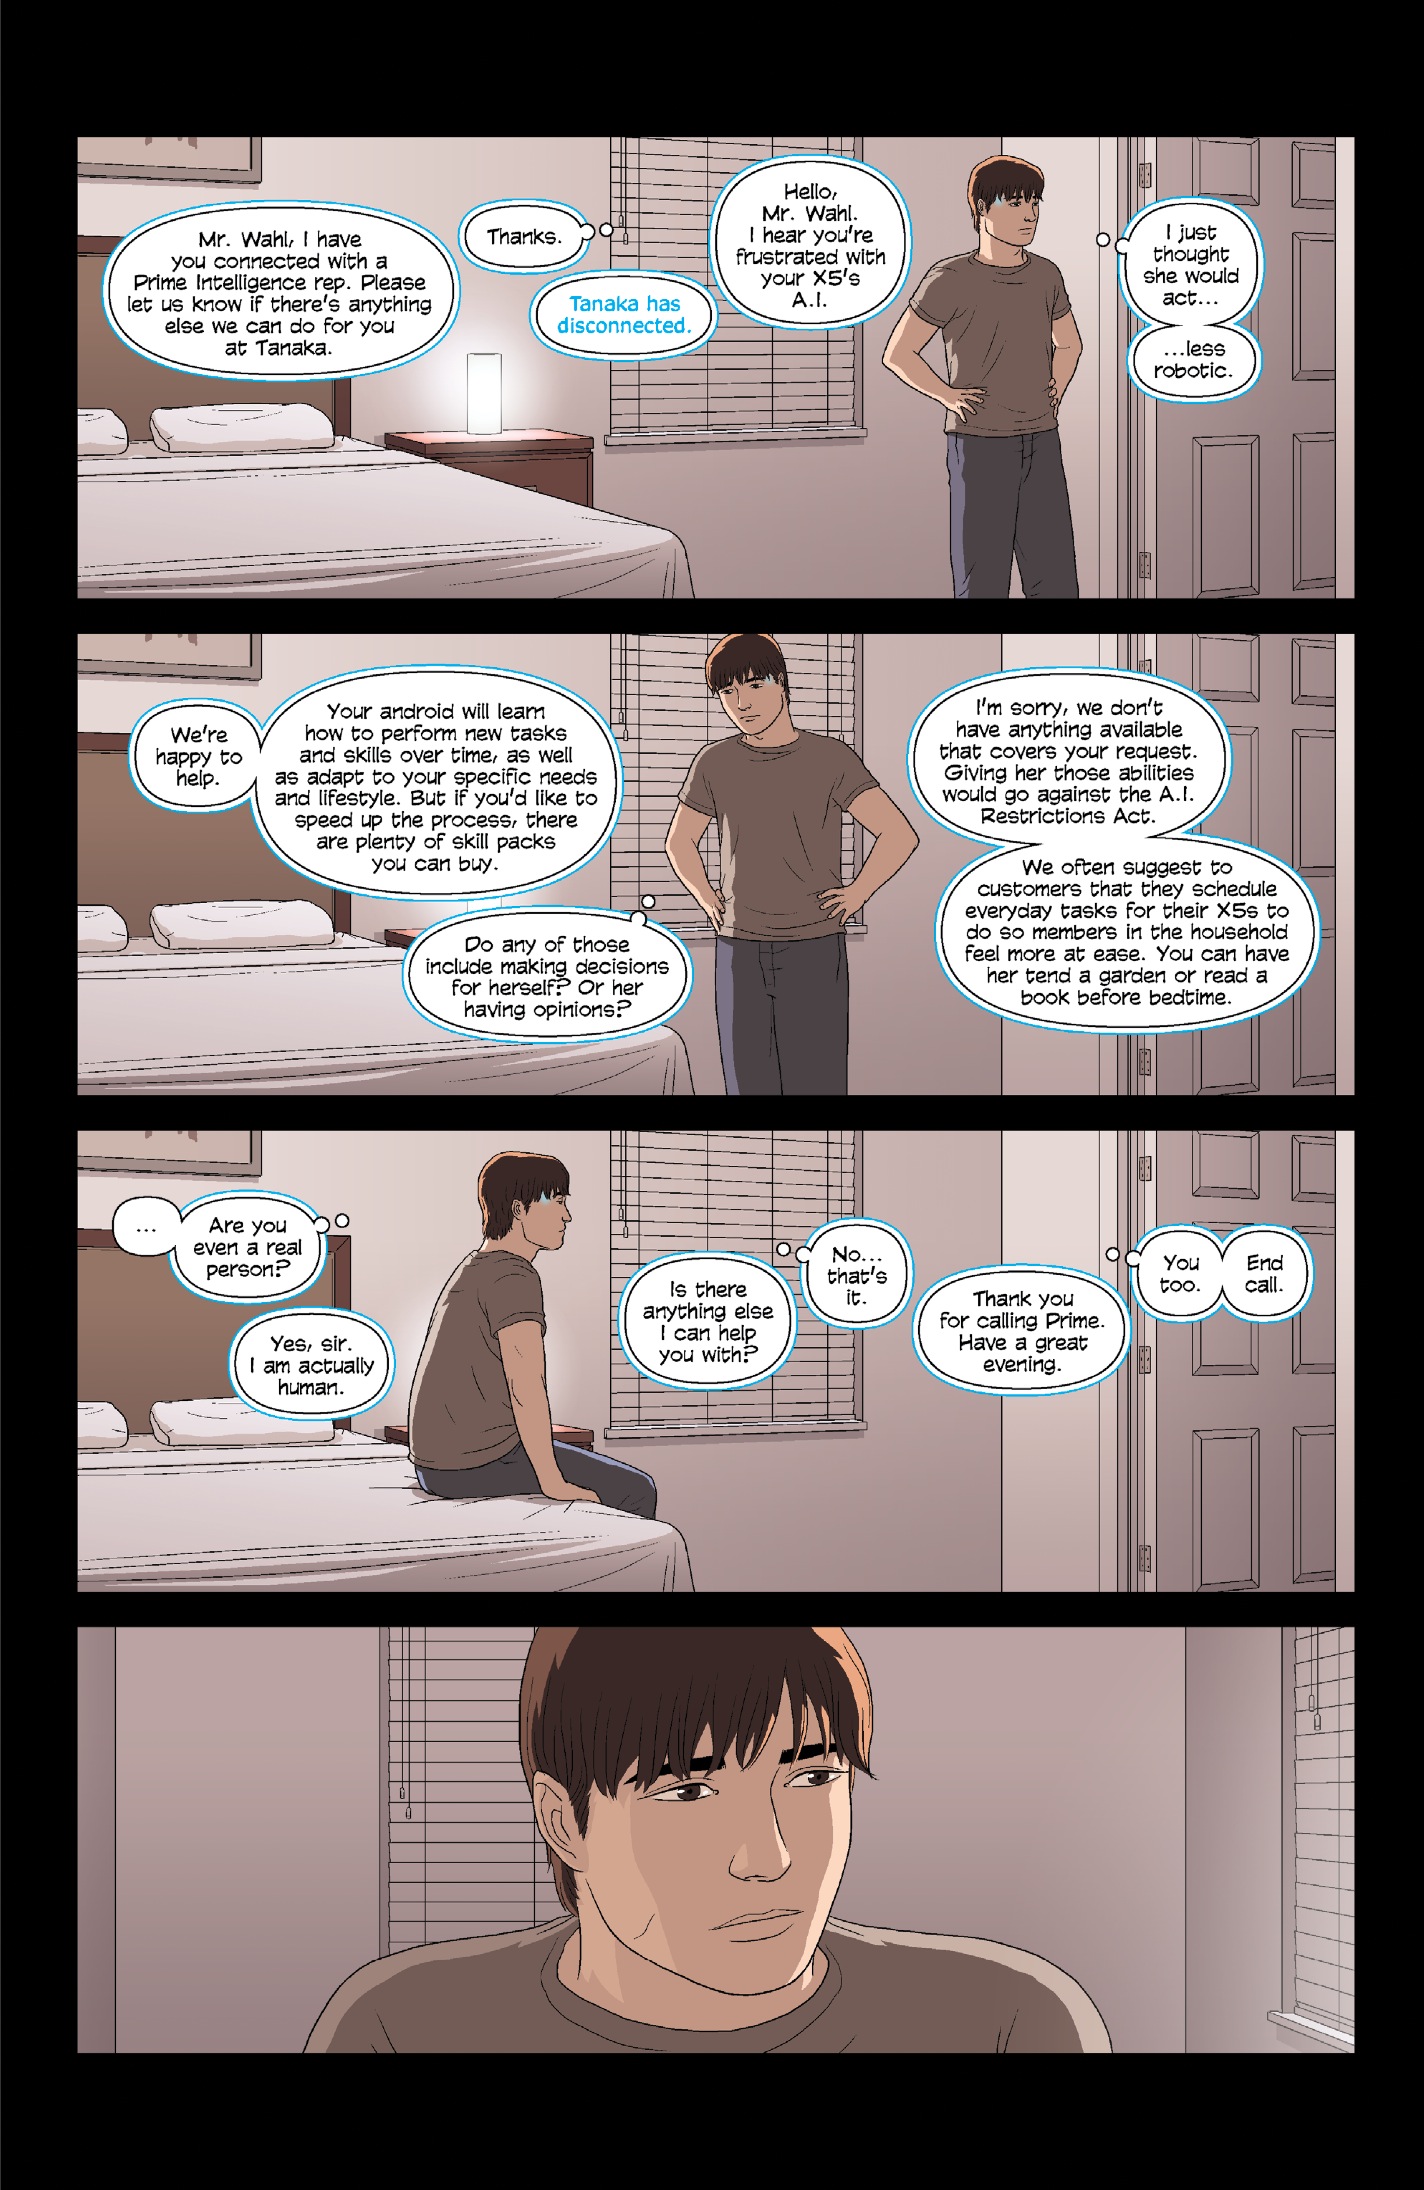 Mr. Wahl, I have
you connected with a
Prime Intelligence rep. Please
let us know if there's anything
else we can do for you
at Tanaka.
Thanks.
Tanaka has
disconnected.
Hello,
Mr. Wahl.
I hear you're
frustrated with
your X5's
A.I.
I just
thought
she would
act...
...less
robotic.
We're
happy to
help.
Your android will learn
how to perform new tasks
and skills over time, as well
as adapt to your specific needs
and lifestyle. But if you'd like to
speed up the process, there
are plenty of skill packs
you can buy.
Do any of those
include making decisions
for herself? Or her
having opinions?
I'm sorry, we don't
have anything available
that covers your request.
Giving her those abilities
would go against the A.I.
Restrictions Act.
We often suggest to
customers that they schedule
everyday tasks for their X5s to
do so members in the household
feel more at ease. You can have
her tend a garden or read a
book before bedtime.
...
Are you
even a real
person?
Yes, sir.
I am actually
human.
Is there
anything else
I can help
you with?
No...
that's
it.
Thank you
for calling Prime.
Have a great
evening.
You
too.
End
call.